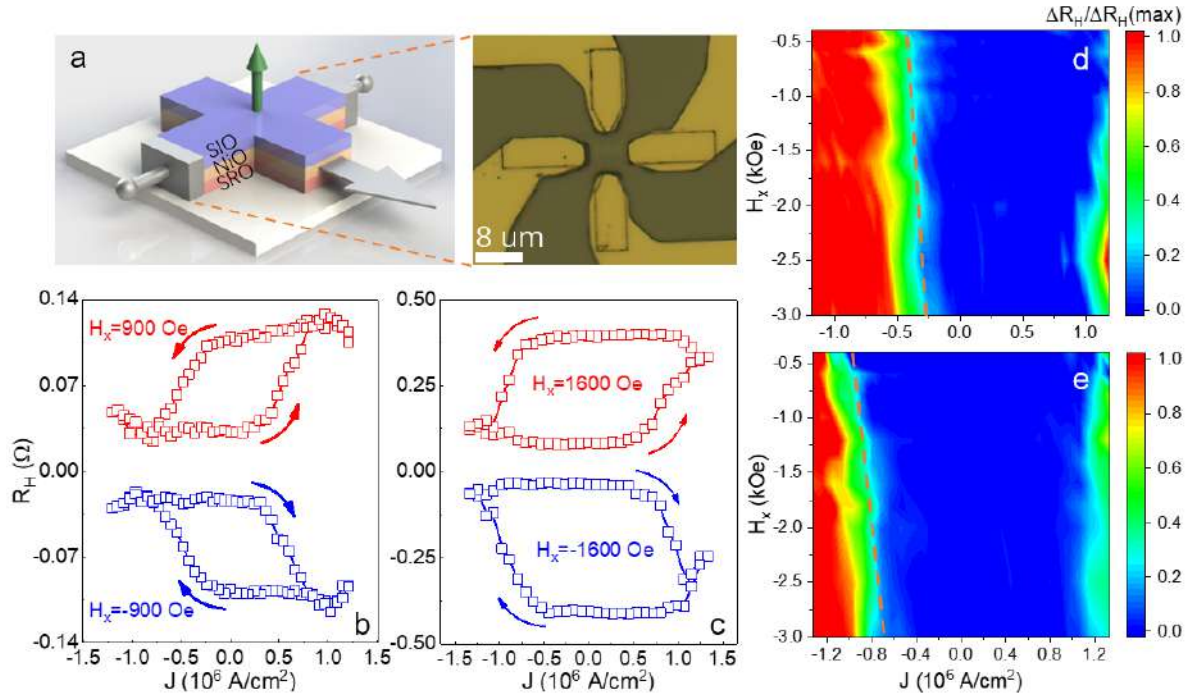 a
SIO
NiO
SRO
8 um
ΔR_H/ΔR_H(max)
d
-0.5
-1.0
-1.5
-2.0
-2.5
-3.0
H_x (kOe)
-1.0 -0.5 0.0 0.5 1.0
1.0
0.8
0.6
0.4
0.2
0.0
R_H (Ω)
0.14
0.07
0.00
-0.07
-0.14
H_x=900 Oe
H_x=-900 Oe
b
-1.5 -1.0 -0.5 0.0 0.5 1.0 1.5
J (10^6 A/cm^2)
0.50
0.25
0.00
-0.25
-0.50
H_x=1600 Oe
H_x=-1600 Oe
c
-1.5 -1.0 -0.5 0.0 0.5 1.0 1.5
J (10^6 A/cm^2)
e
-0.5
-1.0
-1.5
-2.0
-2.5
-3.0
H_x (kOe)
-1.2 -0.6 0.0 0.6 1.2
J (10^6 A/cm^2)
1.0
0.8
0.6
0.4
0.2
0.0